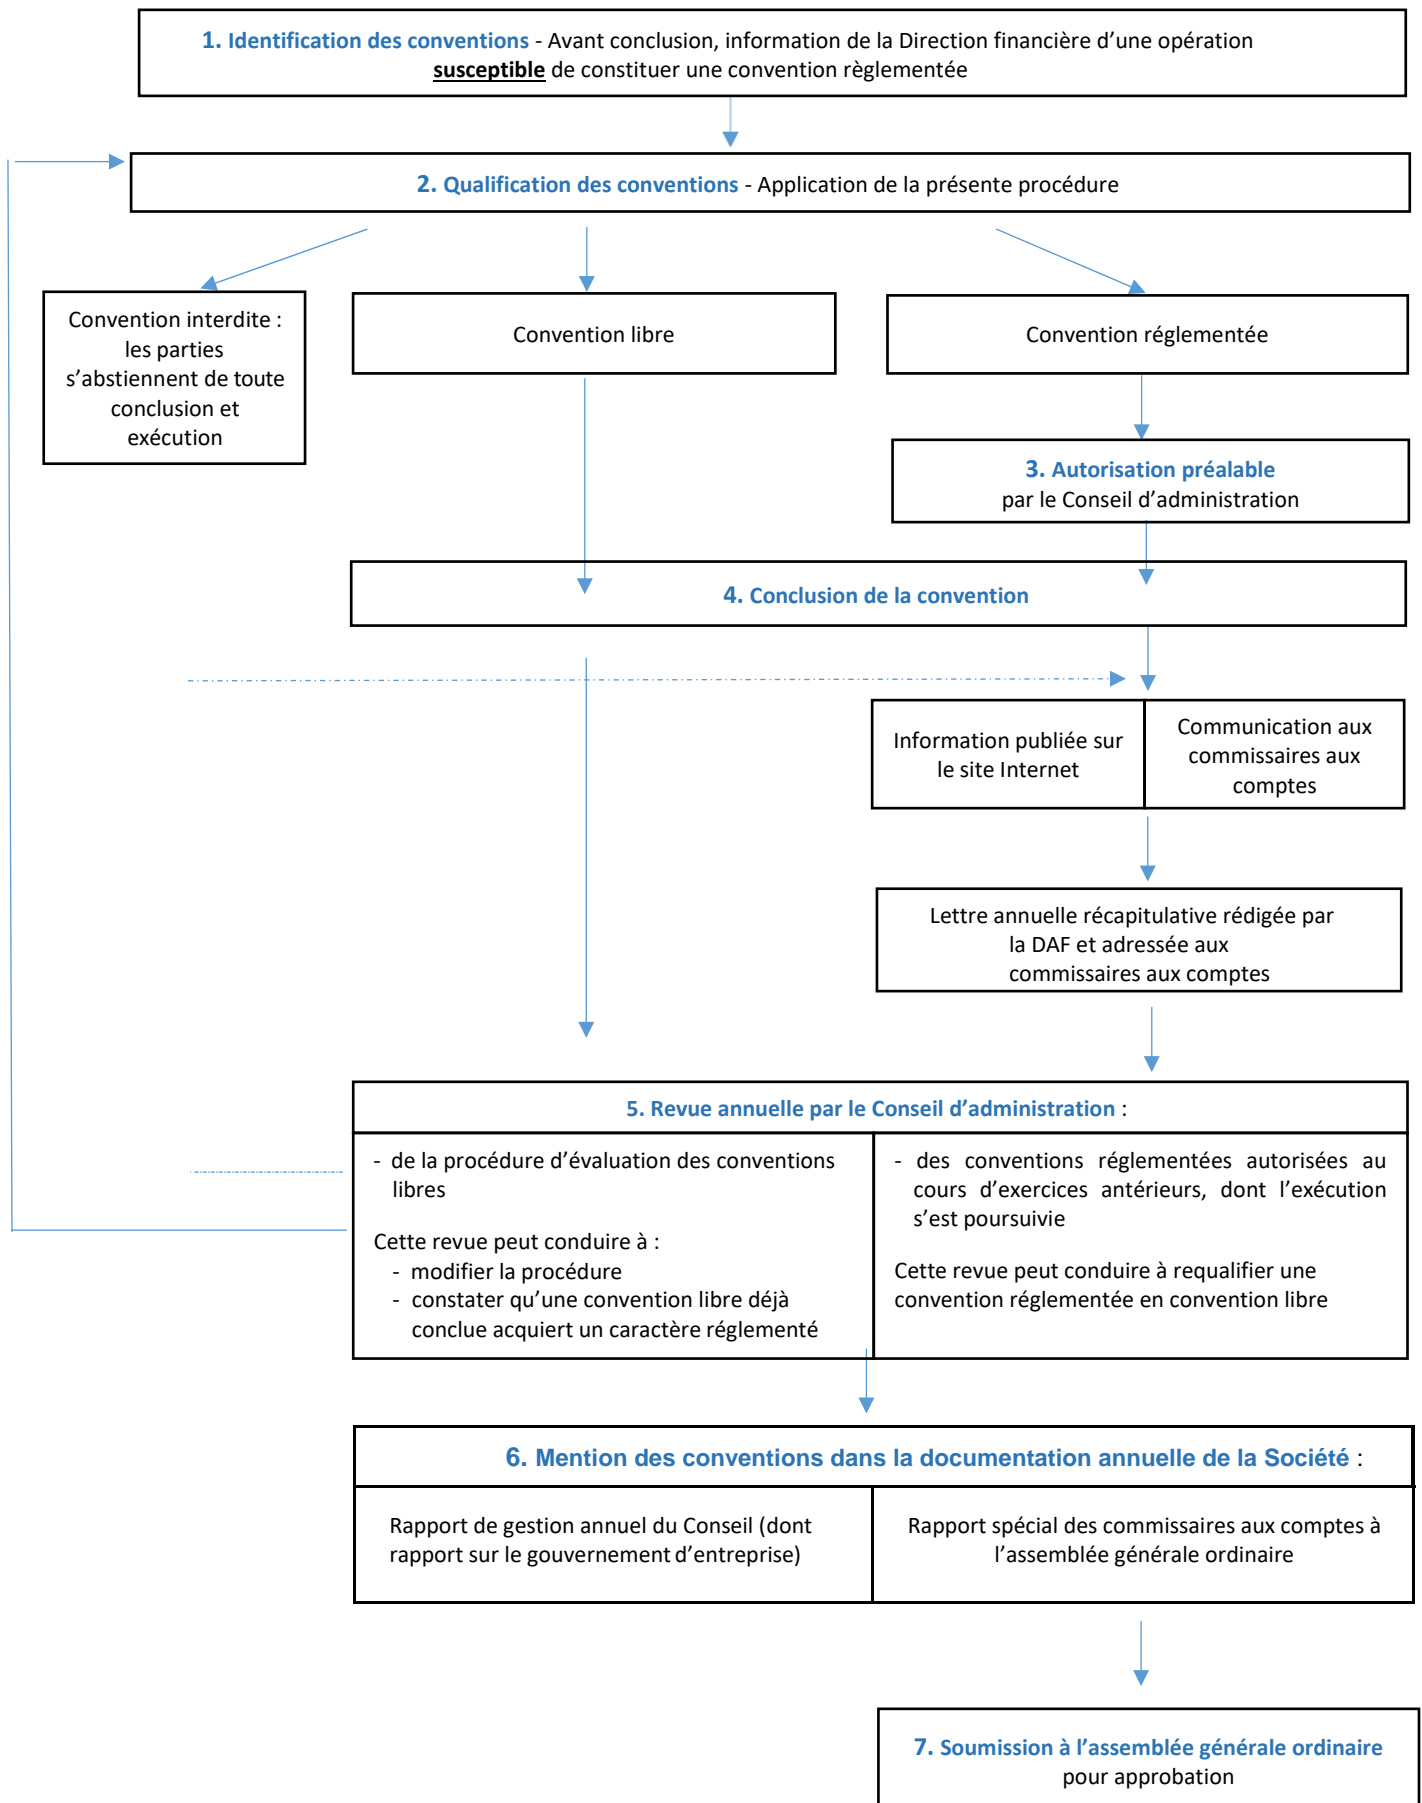 1. Identification des conventions - Avant conclusion, information de la Direction financière d’une opération
susceptible de constituer une convention règlementée
2. Qualification des conventions - Application de la présente procédure
Convention interdite :
les parties
s’abstiennent de toute
conclusion et
exécution
Convention libre
Convention réglementée
3. Autorisation préalable
par le Conseil d’administration
4. Conclusion de la convention
Information publiée sur
le site Internet
Communication aux
commissaires aux
comptes
Lettre annuelle récapitulative rédigée par
la DAF et adressée aux
commissaires aux comptes
5. Revue annuelle par le Conseil d’administration :
- de la procédure d’évaluation des conventions
libres
Cette revue peut conduire à :
- modifier la procédure
- constater qu’une convention libre déjà
conclue acquiert un caractère réglementé
- des conventions réglementées autorisées au
cours d’exercices antérieurs, dont l’exécution
s’est poursuivie
Cette revue peut conduire à requalifier une
convention réglementée en convention libre
6. Mention des conventions dans la documentation annuelle de la Société :
Rapport de gestion annuel du Conseil (dont
rapport sur le gouvernement d’entreprise)
Rapport spécial des commissaires aux comptes à
l’assemblée générale ordinaire
7. Soumission à l’assemblée générale ordinaire
pour approbation